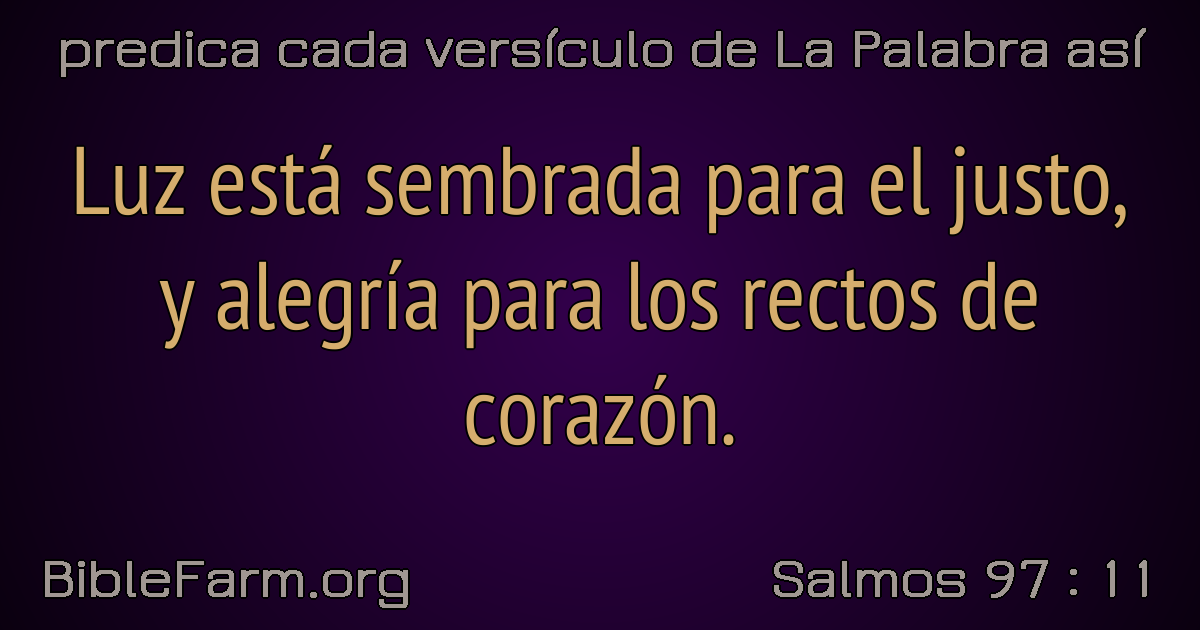 predica cada versículo de La Palabra así
Luz está sembrada para el justo,
y alegría para los rectos de
corazón.
BibleFarm.org
Salmos 97 : 11